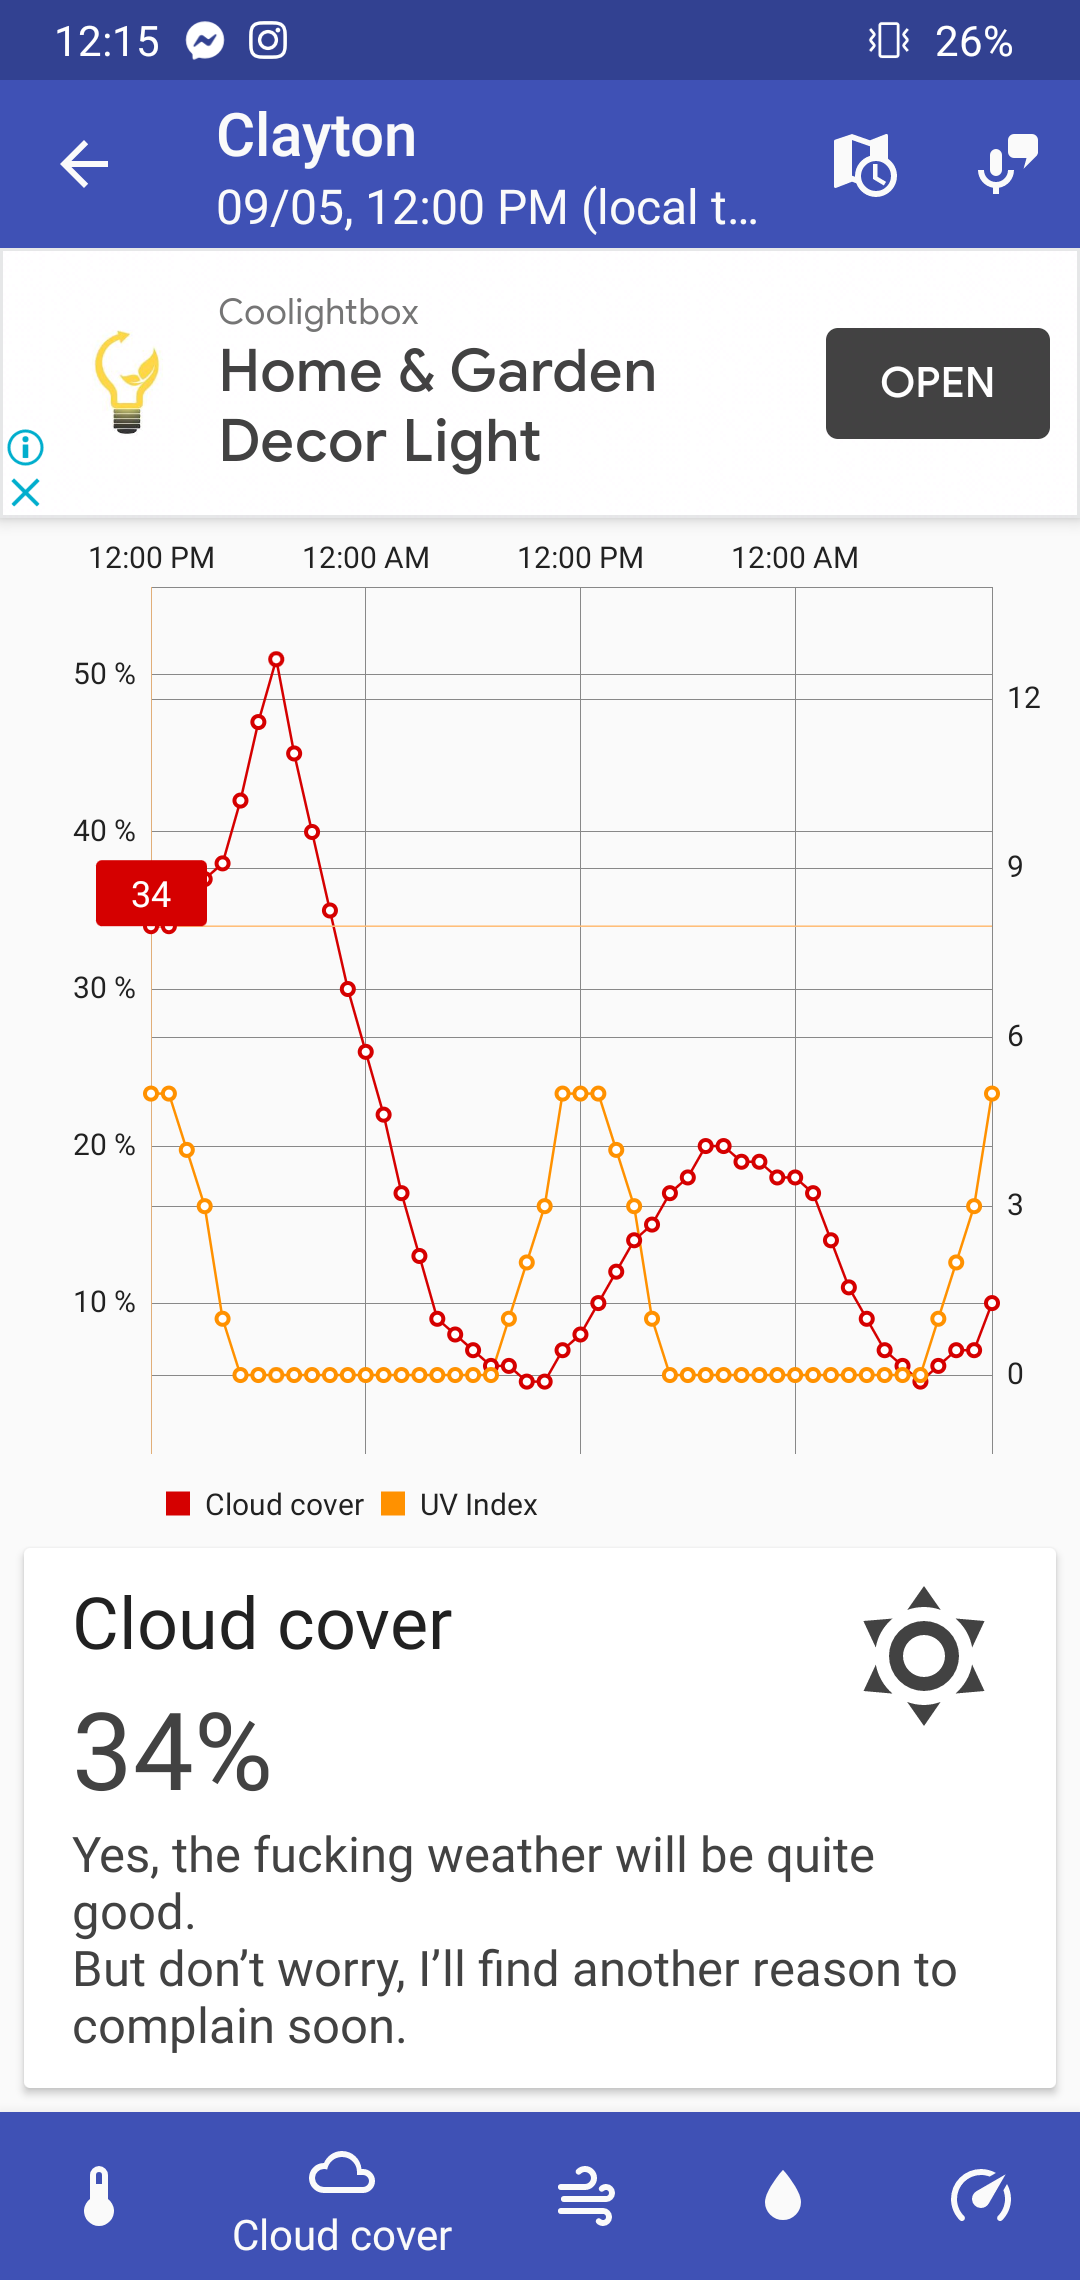 12:15
26%
Clayton
09/05, 12:00 PM (local t...
Coolightbox
Home & Garden
Decor Light
OPEN
12:00 PM 12:00 AM 12:00 PM 12:00 AM
50 %
12
40 %
9
34
30 %
6
20 %
3
10 %
0
Cloud cover UV Index
Cloud cover
34%
Yes, the fucking weather will be quite
good.
But don’t worry, I’ll find another reason to
complain soon.
Cloud cover